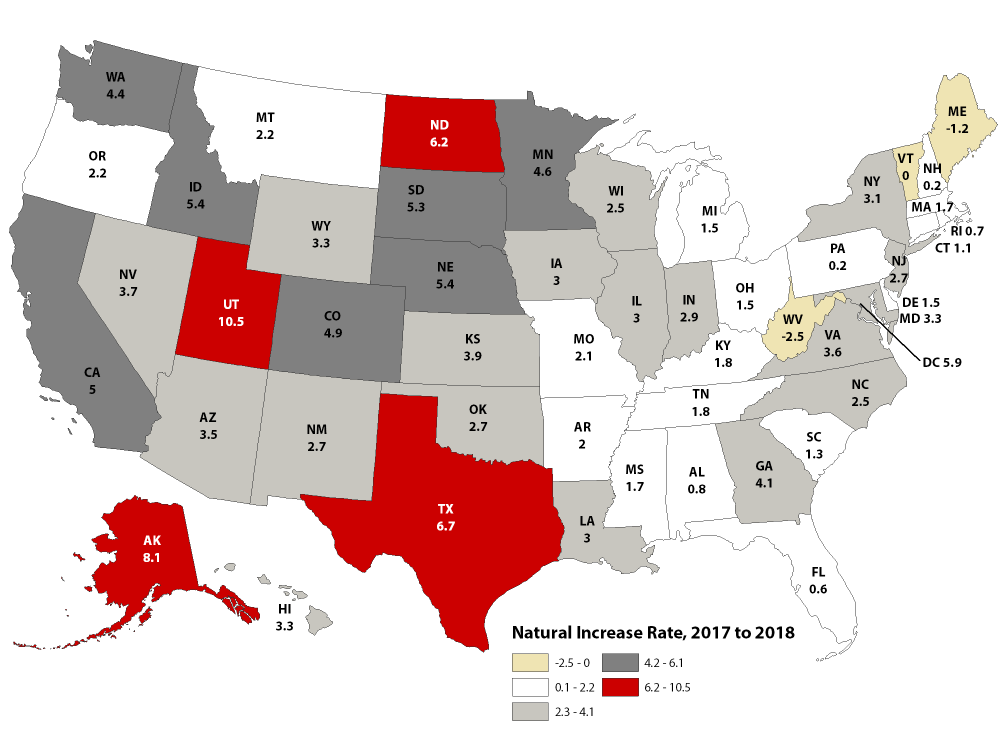 WA
4.4
MT
2.2
ND
6.2
MN
4.6
ME
-1.2
OR
2.2
ID
5.4
SD
5.3
WI
2.5
MI
1.5
VT
0
NH
0.2
NY
3.1
MA 1.7
RI 0.7
CT 1.1
WY
3.3
NE
5.4
IA
3
PA
0.2
NJ
2.7
NV
3.7
UT
10.5
CO
4.9
KS
3.9
MO
2.1
IL
3
IN
2.9
OH
1.5
DE 1.5
MD 3.3
WV
-2.5
VA
3.6
KY
1.8
DC 5.9
CA
5
AZ
3.5
NM
2.7
OK
2.7
AR
2
TN
1.8
NC
2.5
SC
1.3
MS
1.7
AL
0.8
GA
4.1
TX
6.7
LA
3
FL
0.6
AK
8.1
HI
3.3
Natural Increase Rate, 2017 to 2018
-2.5 - 0
4.2 - 6.1
0.1 - 2.2
6.2 - 10.5
2.3 - 4.1